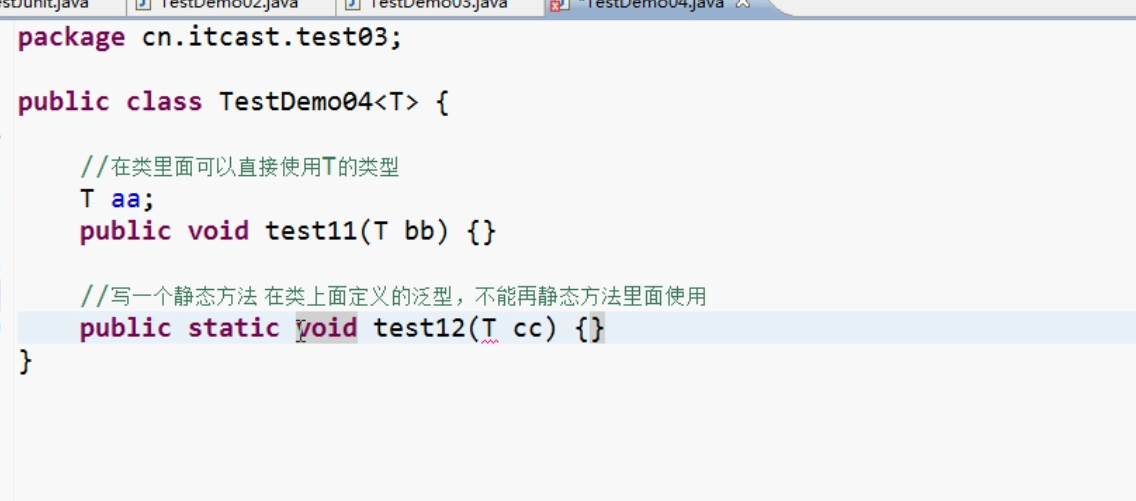 estJunit.java TestDemo02.java TestDemo03.java *TestDemo04.java
package cn.itcast.test03;
public class TestDemo04<T> {
//在类里面可以直接使用T的类型
T aa;
public void test11(T bb) {}
//写一个静态方法 在类上面定义的泛型，不能再静态方法里面使用
public static void test12(T cc) {}
}